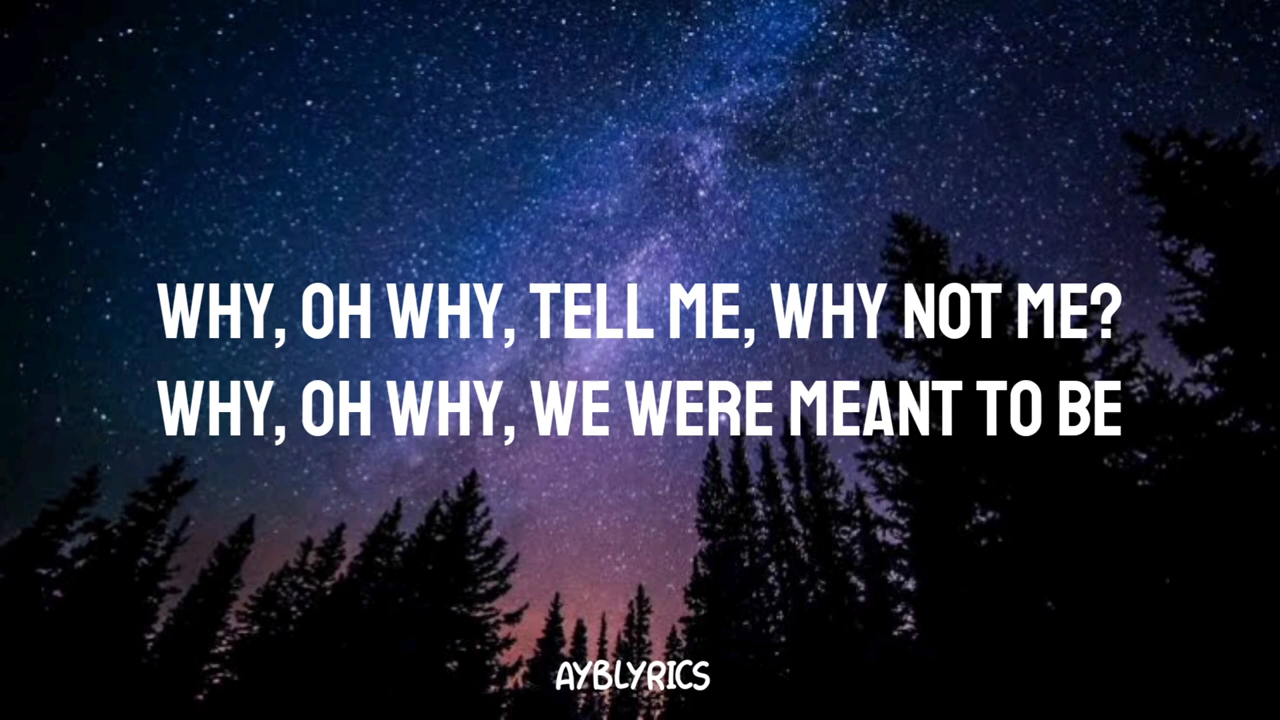 WHY, OH WHY, TELL ME, WHY NOT ME?
WHY, OH WHY, WE WERE MEANT TO BE
AYBLYRICS